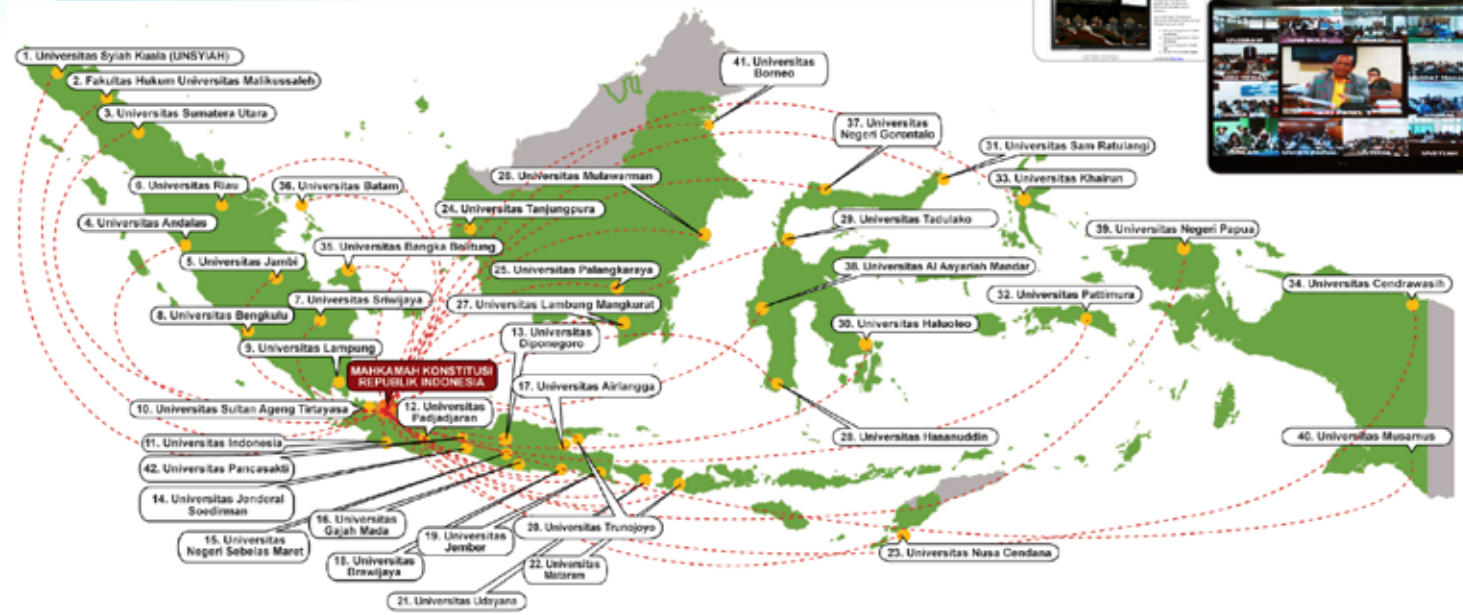 1. Universitas Syiah Kuala (UNSYIAH)
2. Fakultas Hukum Universitas Malikussaleh
3. Universitas Sumatera Utara
6. Universitas Riau
36. Universitas Batam
4. Universitas Andalas
5. Universitas Jambi
35. Universitas Bangka Belitung
7. Universitas Sriwijaya
8. Universitas Bengkulu
9. Universitas Lampung
MAHKAMAH KONSTITUSI
REPUBLIK INDONESIA
10. Universitas Sultan Ageng Tirtayasa
12. Universitas
Padjadjaran
11. Universitas Indonesia
42. Universitas Pancasakti
14. Universitas Jenderal
Soedirman
15. Universitas
Negeri Sebelas Maret
16. Universitas
Gajah Mada
18. Universitas
Brawijaya
19. Universitas
Jember
21. Universitas Udayana
22. Universitas
Mataram
20. Universitas Trunojoyo
17. Universitas Airlangga
13. Universitas
Diponegoro
41. Universitas
Borneo
26. Universitas Mulawarman
24. Universitas Tanjungpura
25. Universitas Palangkaraya
27. Universitas Lambung Mangkurat
37. Universitas
Negeri Gorontalo
31. Universitas Sam Ratulangi
33. Universitas Khairun
29. Universitas Tadulako
38. Universitas Al Asyariah Mandar
30. Universitas Haluoleo
28. Universitas Hasanuddin
32. Universitas Pattimura
39. Universitas Negeri Papua
34. Universitas Cendrawasih
40. Universitas Musamus
23. Universitas Nusa Cendana